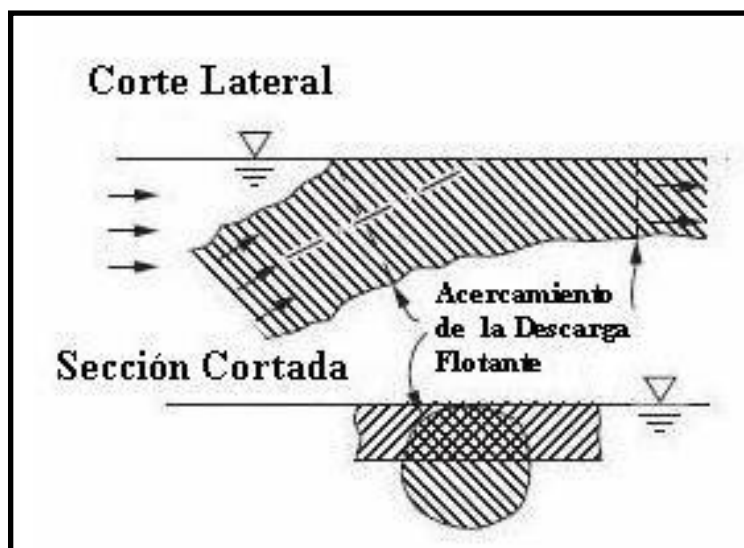 Corte Lateral
Acercamiento
de la Descarga
Flotante
Sección Cortada